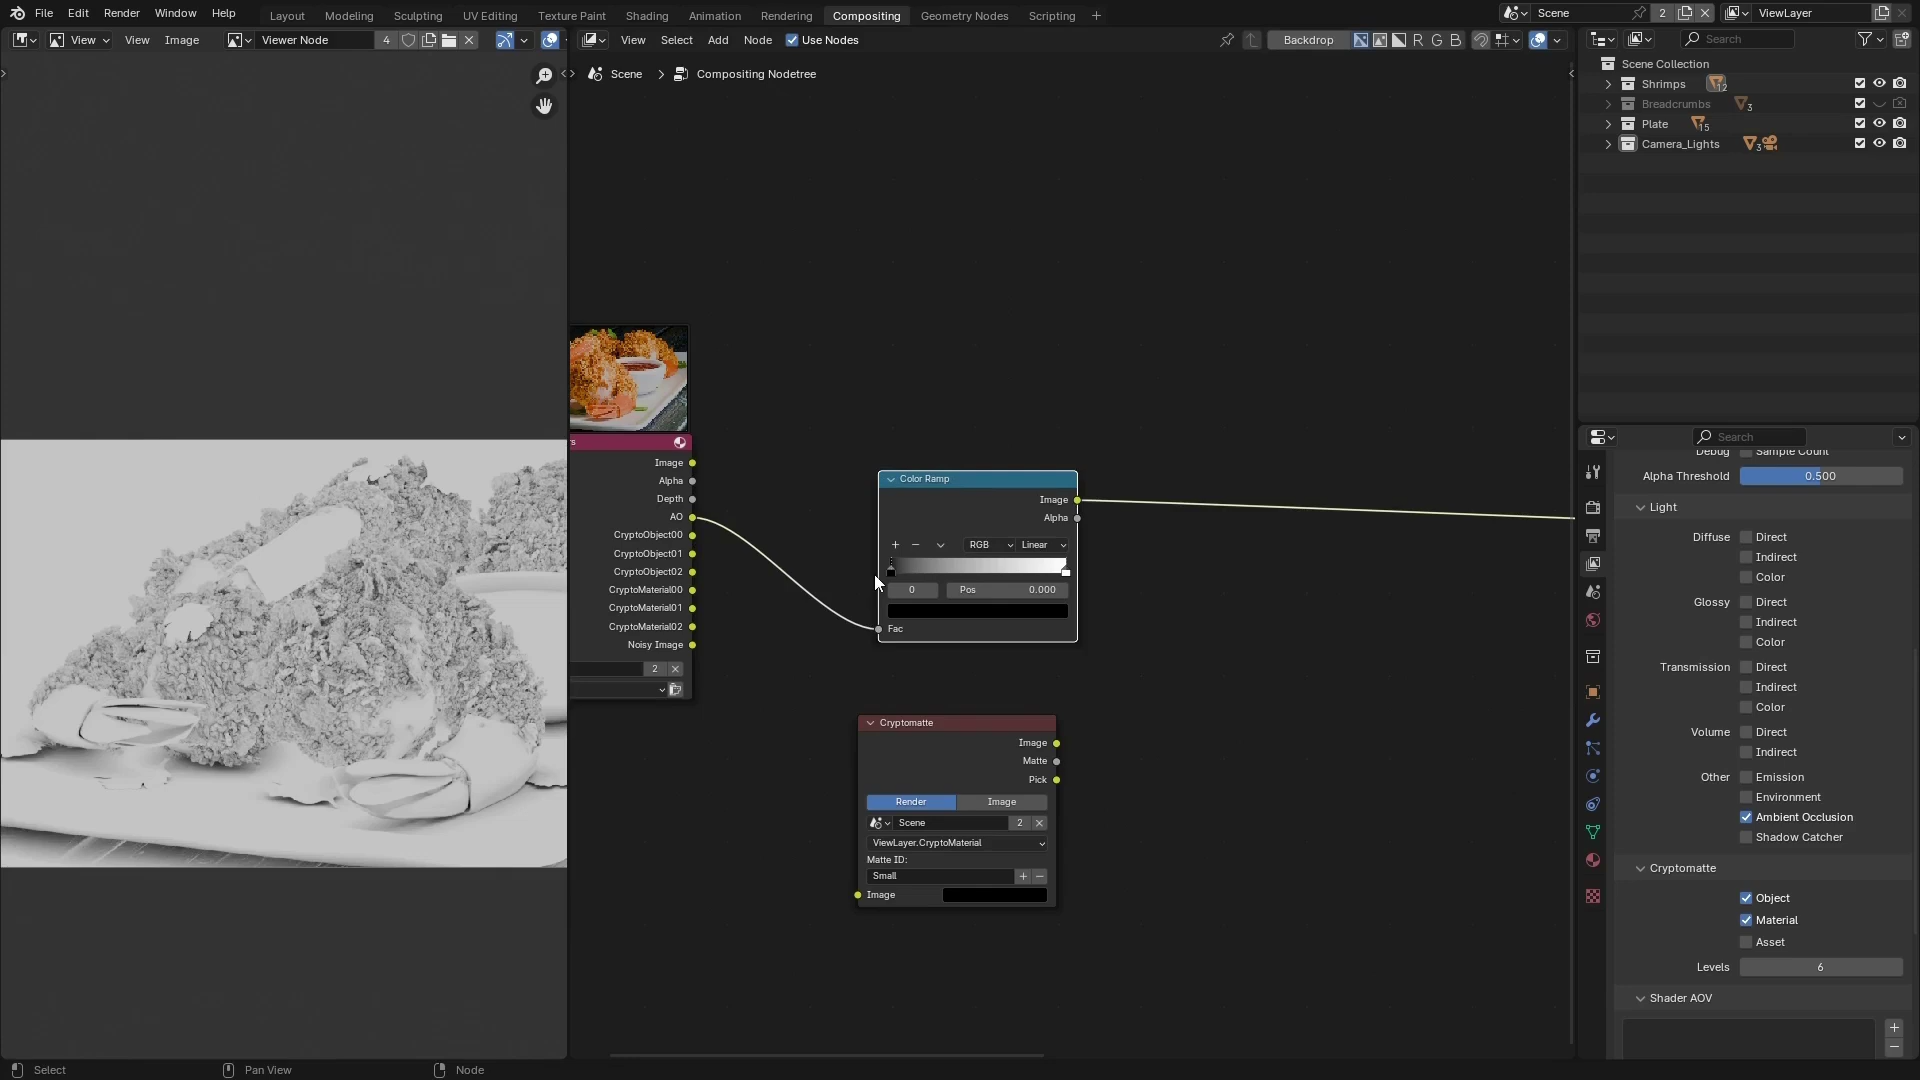 File Edit Render Window Help
Layout Modeling Sculpting UV Editing Texture Paint Shading Animation Rendering Compositing Geometry Nodes Scripting
Scene 2 ViewLayer
View View Image Viewer Node 4
View Select Add Node Use Nodes Backdrop R G B
Search
Scene > Compositing Nodetree
Scene Collection
Shrimps 12
Breadcrumbs 3
Plate 15
Camera_Lights 3
s
Image
Alpha
Depth
AO
CryptoObject00
CryptoObject01
CryptoObject02
CryptoMaterial00
CryptoMaterial01
CryptoMaterial02
Noisy Image
2
Color Ramp
Image
Alpha
RGB Linear
0 Pos 0.000
Fac
Cryptomatte
Image
Matte
Pick
Render Image
Scene 2
ViewLayer.CryptoMaterial
Matte ID:
Small
Image
Search
Debug Sample Count
Alpha Threshold 0.500
Light
Diffuse Direct
Indirect
Color
Glossy Direct
Indirect
Color
Transmission Direct
Indirect
Color
Volume Direct
Indirect
Other Emission
Environment
Ambient Occlusion
Shadow Catcher
Cryptomatte
Object
Material
Asset
Levels 6
Shader AOV
Select Pan View Node